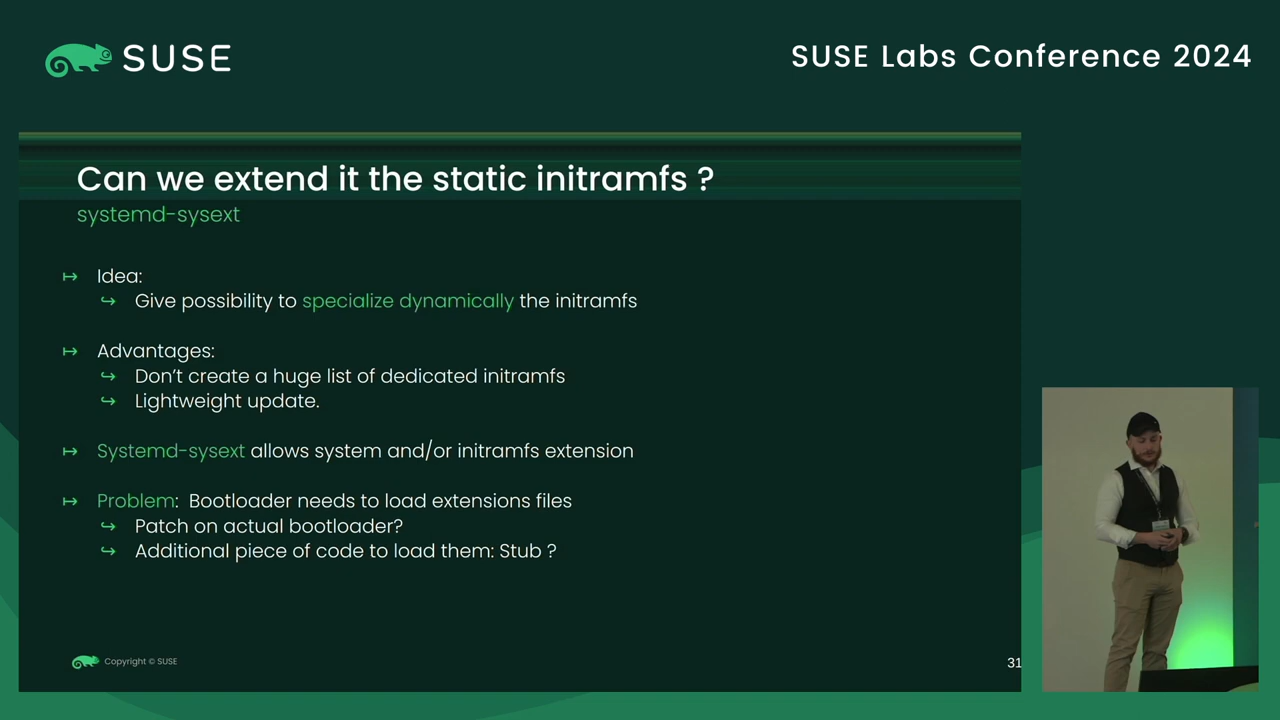 SUSE
SUSE Labs Conference 2024
Can we extend it the static initramfs ?
systemd-sysext
↦ Idea:
↪ Give possibility to specialize dynamically the initramfs
↦ Advantages:
↪ Don't create a huge list of dedicated initramfs
↪ Lightweight update.
↦ Systemd-sysext allows system and/or initramfs extension
↦ Problem: Bootloader needs to load extensions files
↪ Patch on actual bootloader?
↪ Additional piece of code to load them: Stub ?
Copyright © SUSE
31